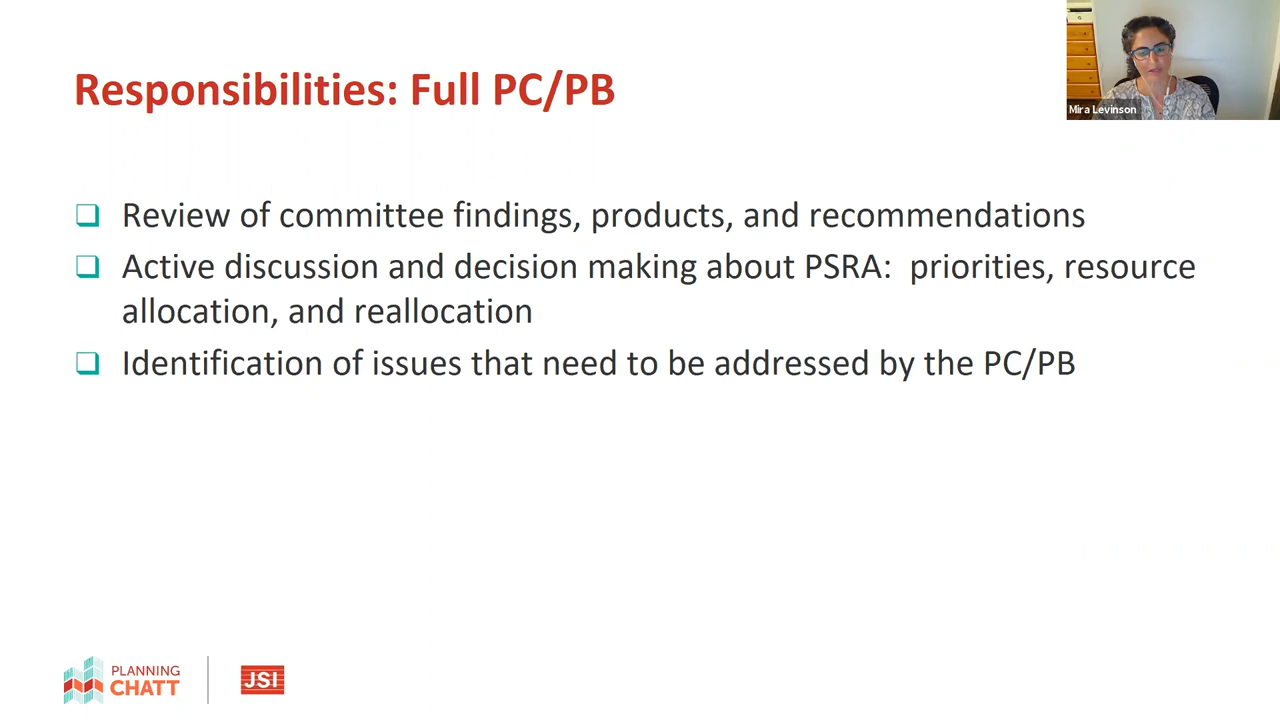 Responsibilities: Full PC/PB
Mira Levinson
❑ Review of committee findings, products, and recommendations
❑ Active discussion and decision making about PSRA:  priorities, resource
allocation, and reallocation
❑ Identification of issues that need to be addressed by the PC/PB
PLANNING
CHATT
JSI